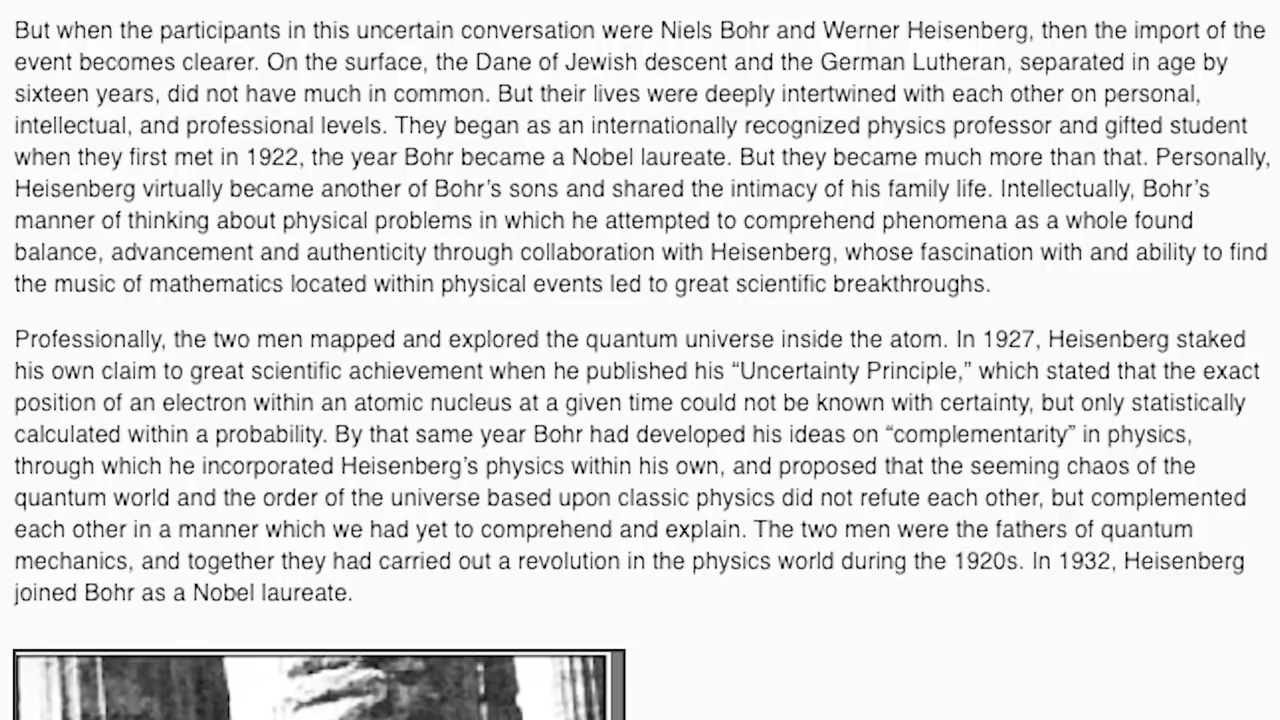 But when the participants in this uncertain conversation were Niels Bohr and Werner Heisenberg, then the import of the
event becomes clearer. On the surface, the Dane of Jewish descent and the German Lutheran, separated in age by
sixteen years, did not have much in common. But their lives were deeply intertwined with each other on personal,
intellectual, and professional levels. They began as an internationally recognized physics professor and gifted student
when they first met in 1922, the year Bohr became a Nobel laureate. But they became much more than that. Personally,
Heisenberg virtually became another of Bohr’s sons and shared the intimacy of his family life. Intellectually, Bohr’s
manner of thinking about physical problems in which he attempted to comprehend phenomena as a whole found
balance, advancement and authenticity through collaboration with Heisenberg, whose fascination with and ability to find
the music of mathematics located within physical events led to great scientific breakthroughs.
Professionally, the two men mapped and explored the quantum universe inside the atom. In 1927, Heisenberg staked
his own claim to great scientific achievement when he published his “Uncertainty Principle,” which stated that the exact
position of an electron within an atomic nucleus at a given time could not be known with certainty, but only statistically
calculated within a probability. By that same year Bohr had developed his ideas on “complementarity” in physics,
through which he incorporated Heisenberg’s physics within his own, and proposed that the seeming chaos of the
quantum world and the order of the universe based upon classic physics did not refute each other, but complemented
each other in a manner which we had yet to comprehend and explain. The two men were the fathers of quantum
mechanics, and together they had carried out a revolution in the physics world during the 1920s. In 1932, Heisenberg
joined Bohr as a Nobel laureate.